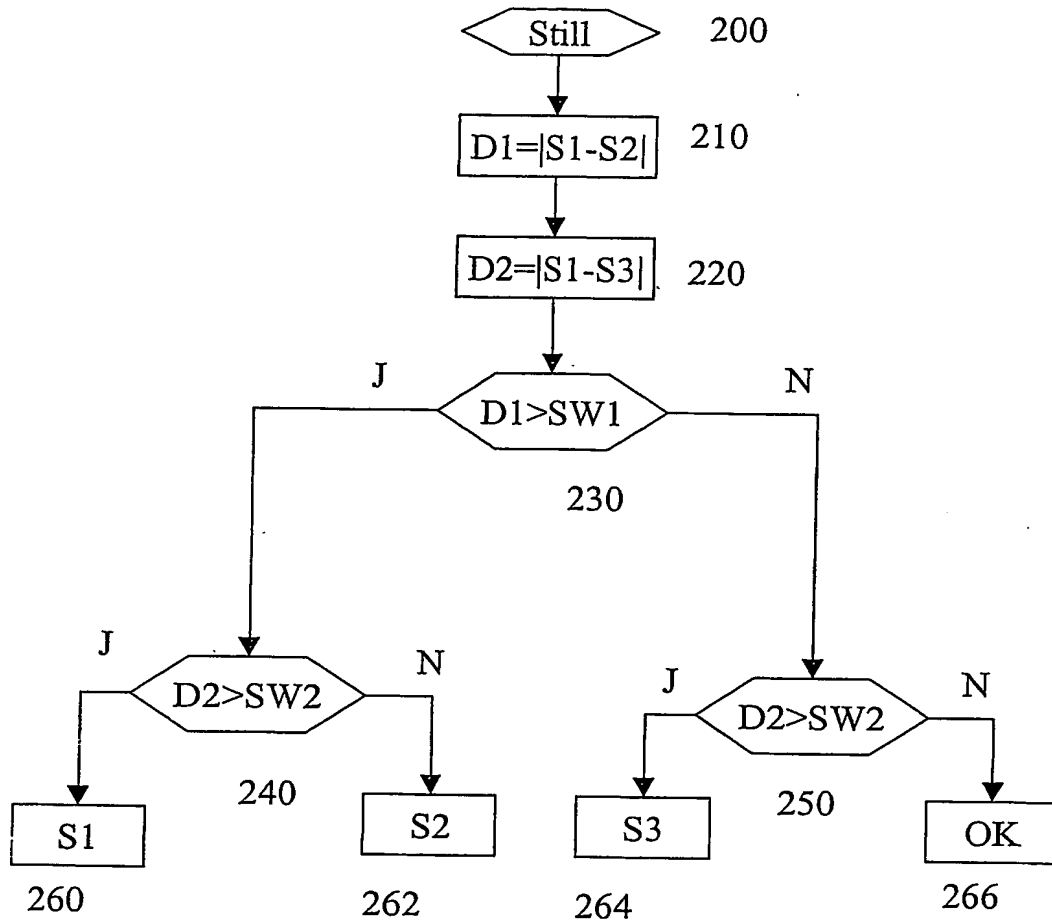 Still
200
D1=|S1-S2|
210
D2=|S1-S3|
220
J
N
D1>SW1
230
J
N
D2>SW2
240
J
N
D2>SW2
250
S1
S2
S3
OK
260
262
264
266